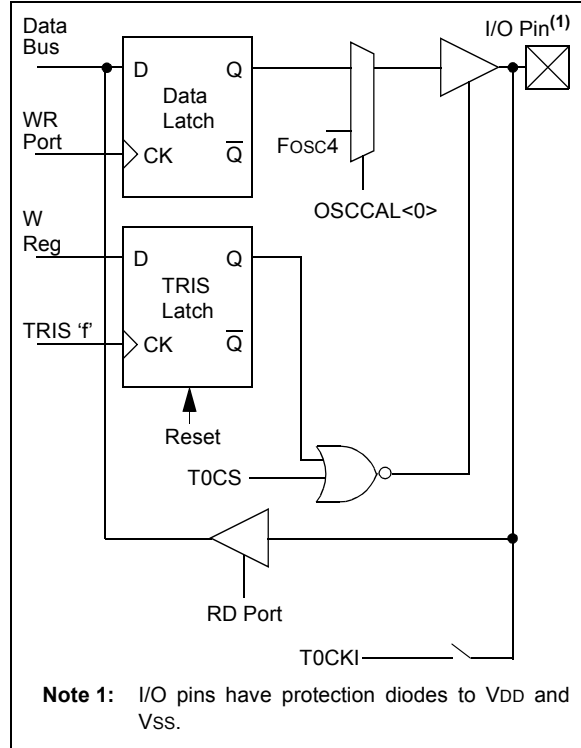 Data
Bus
I/O Pin(1)
D
Q
Data
Latch
WR
Port
CK
Q
FOSC4
OSCCAL<0>
W
Reg
D
Q
TRIS
Latch
TRIS ‘f’
CK
Q
Reset
T0CS
RD Port
T0CKI
Note 1: I/O pins have protection diodes to VDD and
VSS.